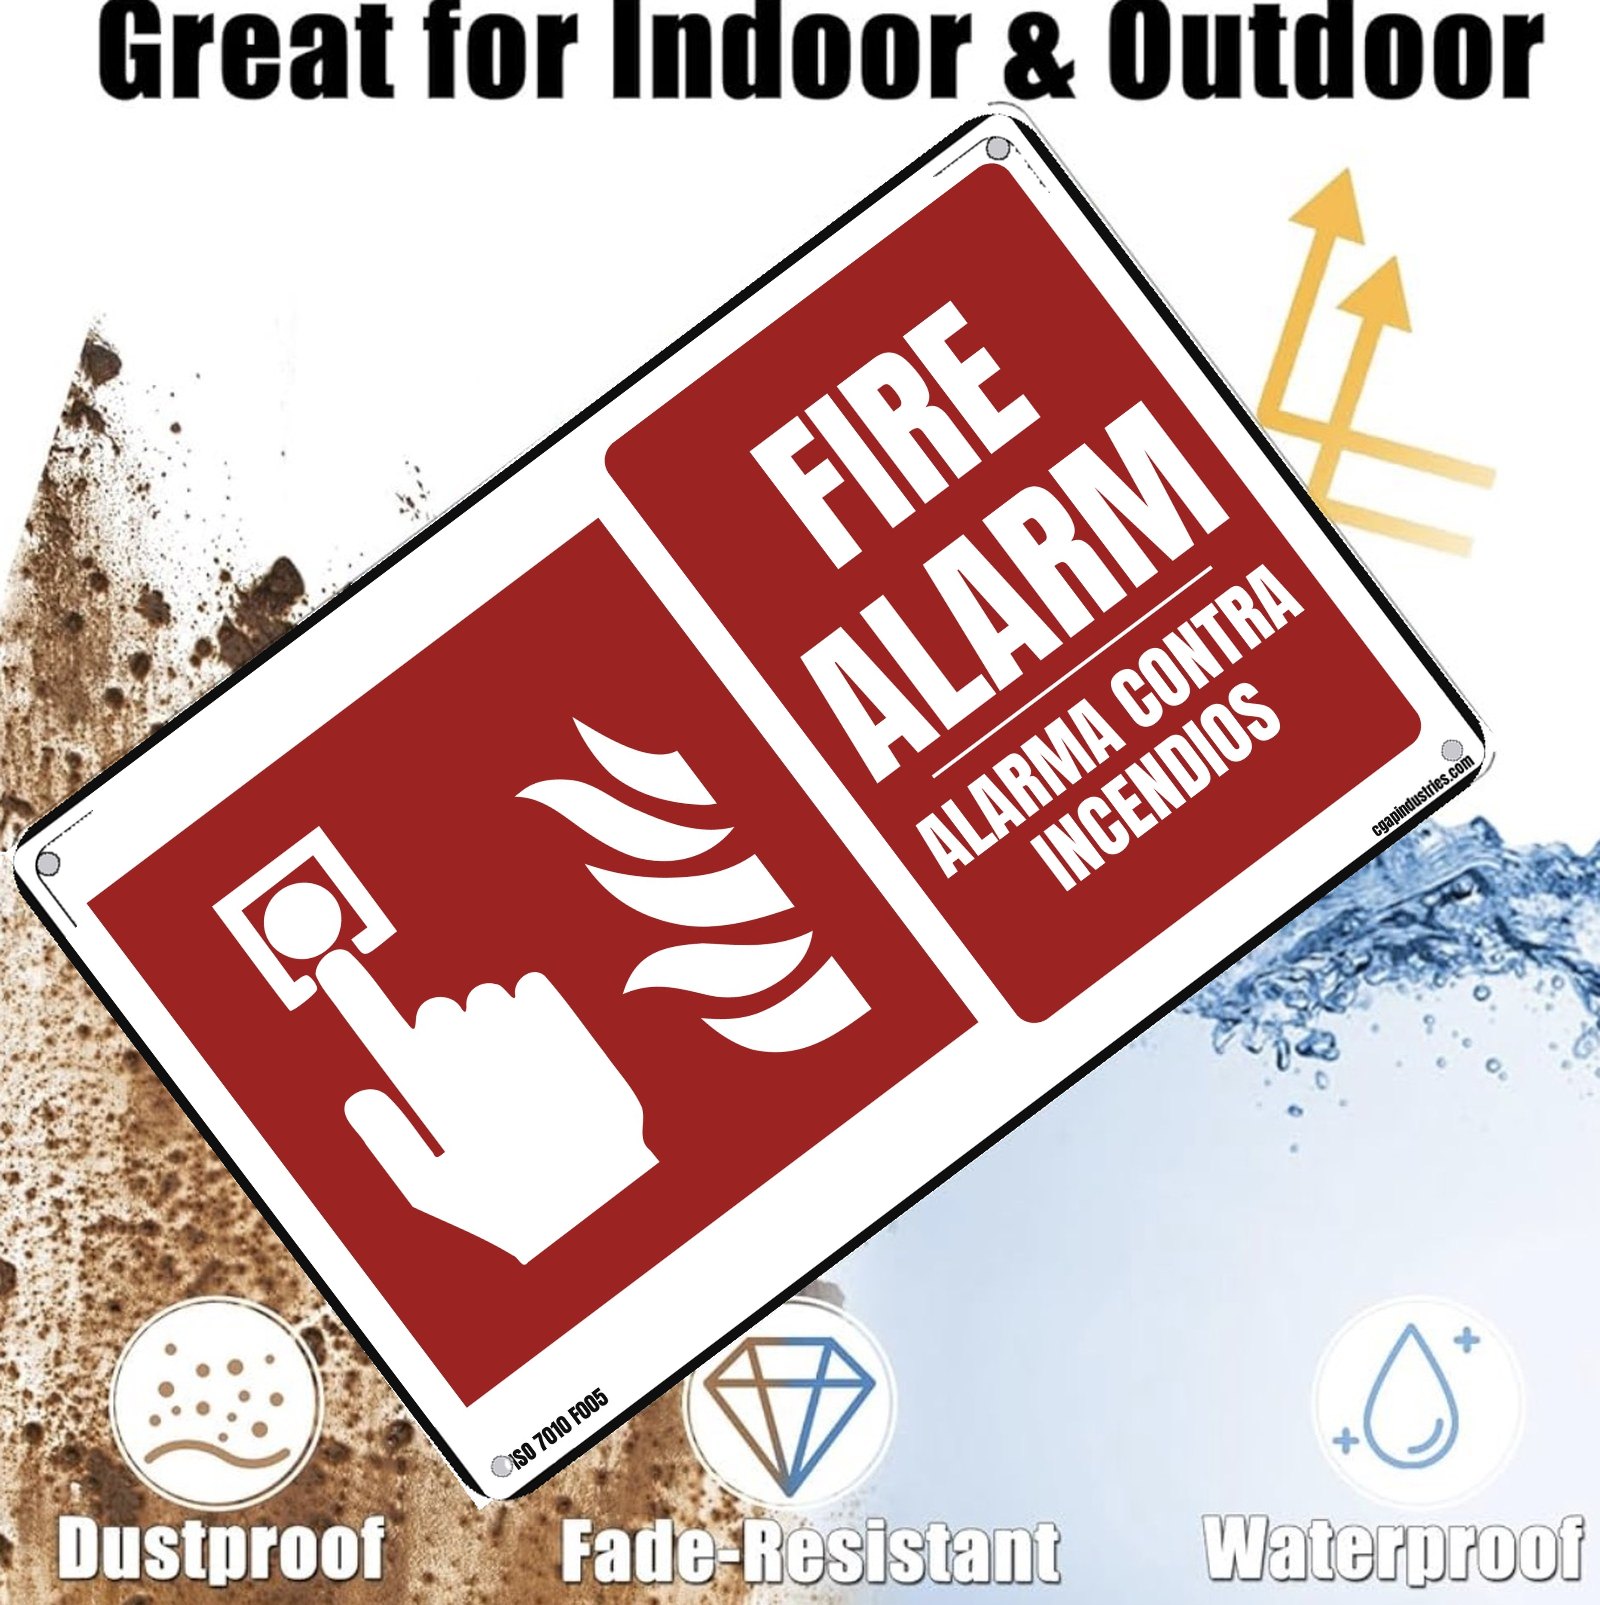 Great for Indoor & Outdoor
FIRE
ALARM
ALARMA CONTRA
INCENDIOS
cgapindustries.com
ISO 7010 F005
Dustproof
Fade-Resistant
Waterproof